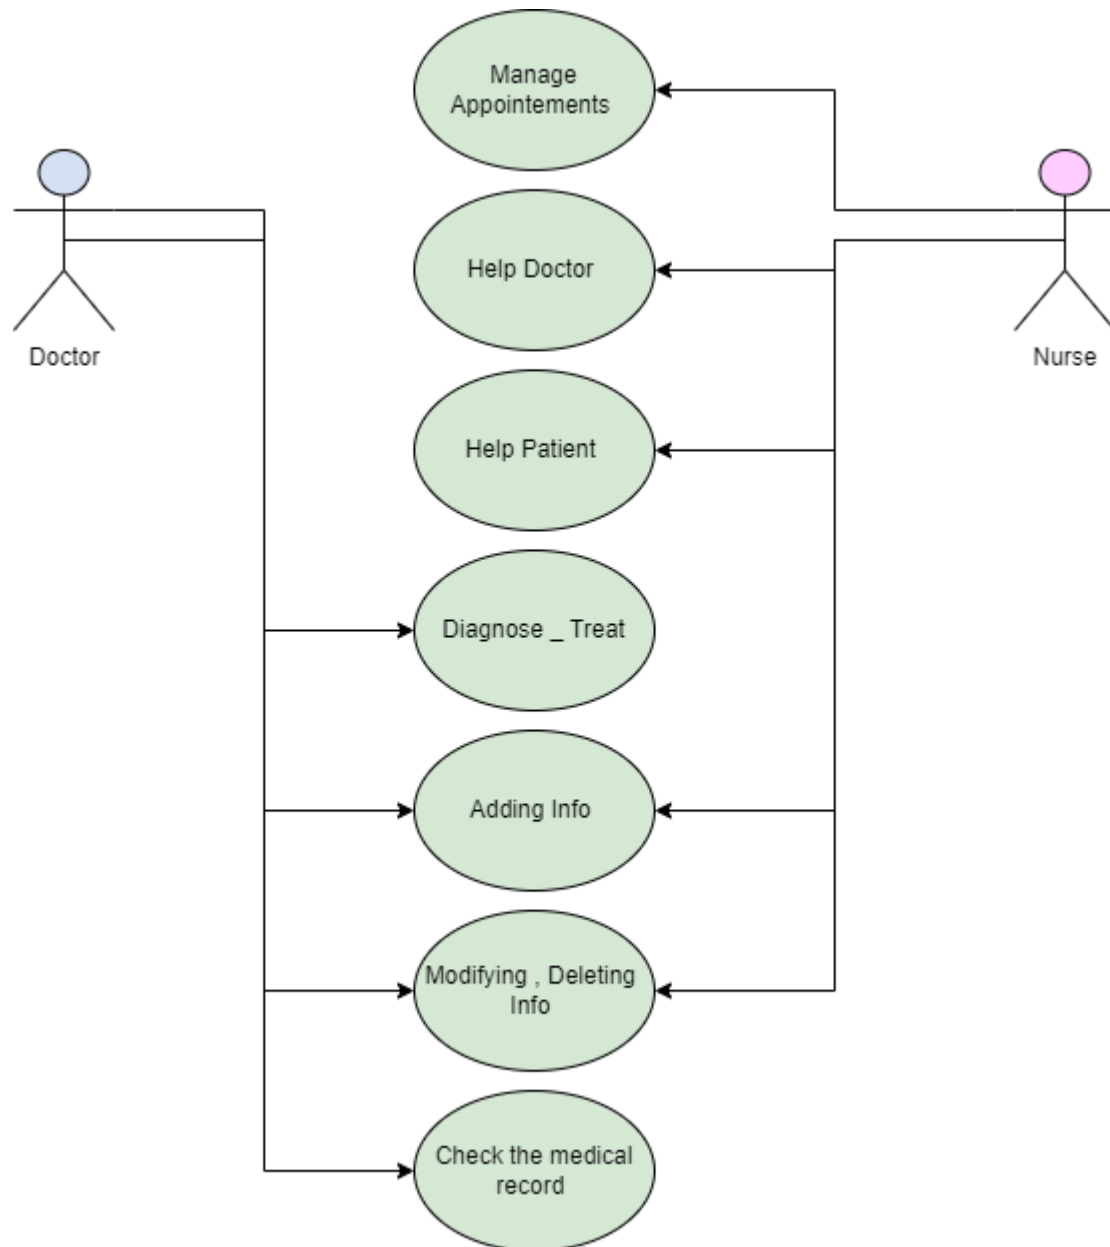 Manage
Appointements
Help Doctor
Doctor
Nurse
Help Patient
Diagnose _ Treat
Adding Info
Modifying , Deleting
Info
Check the medical
record